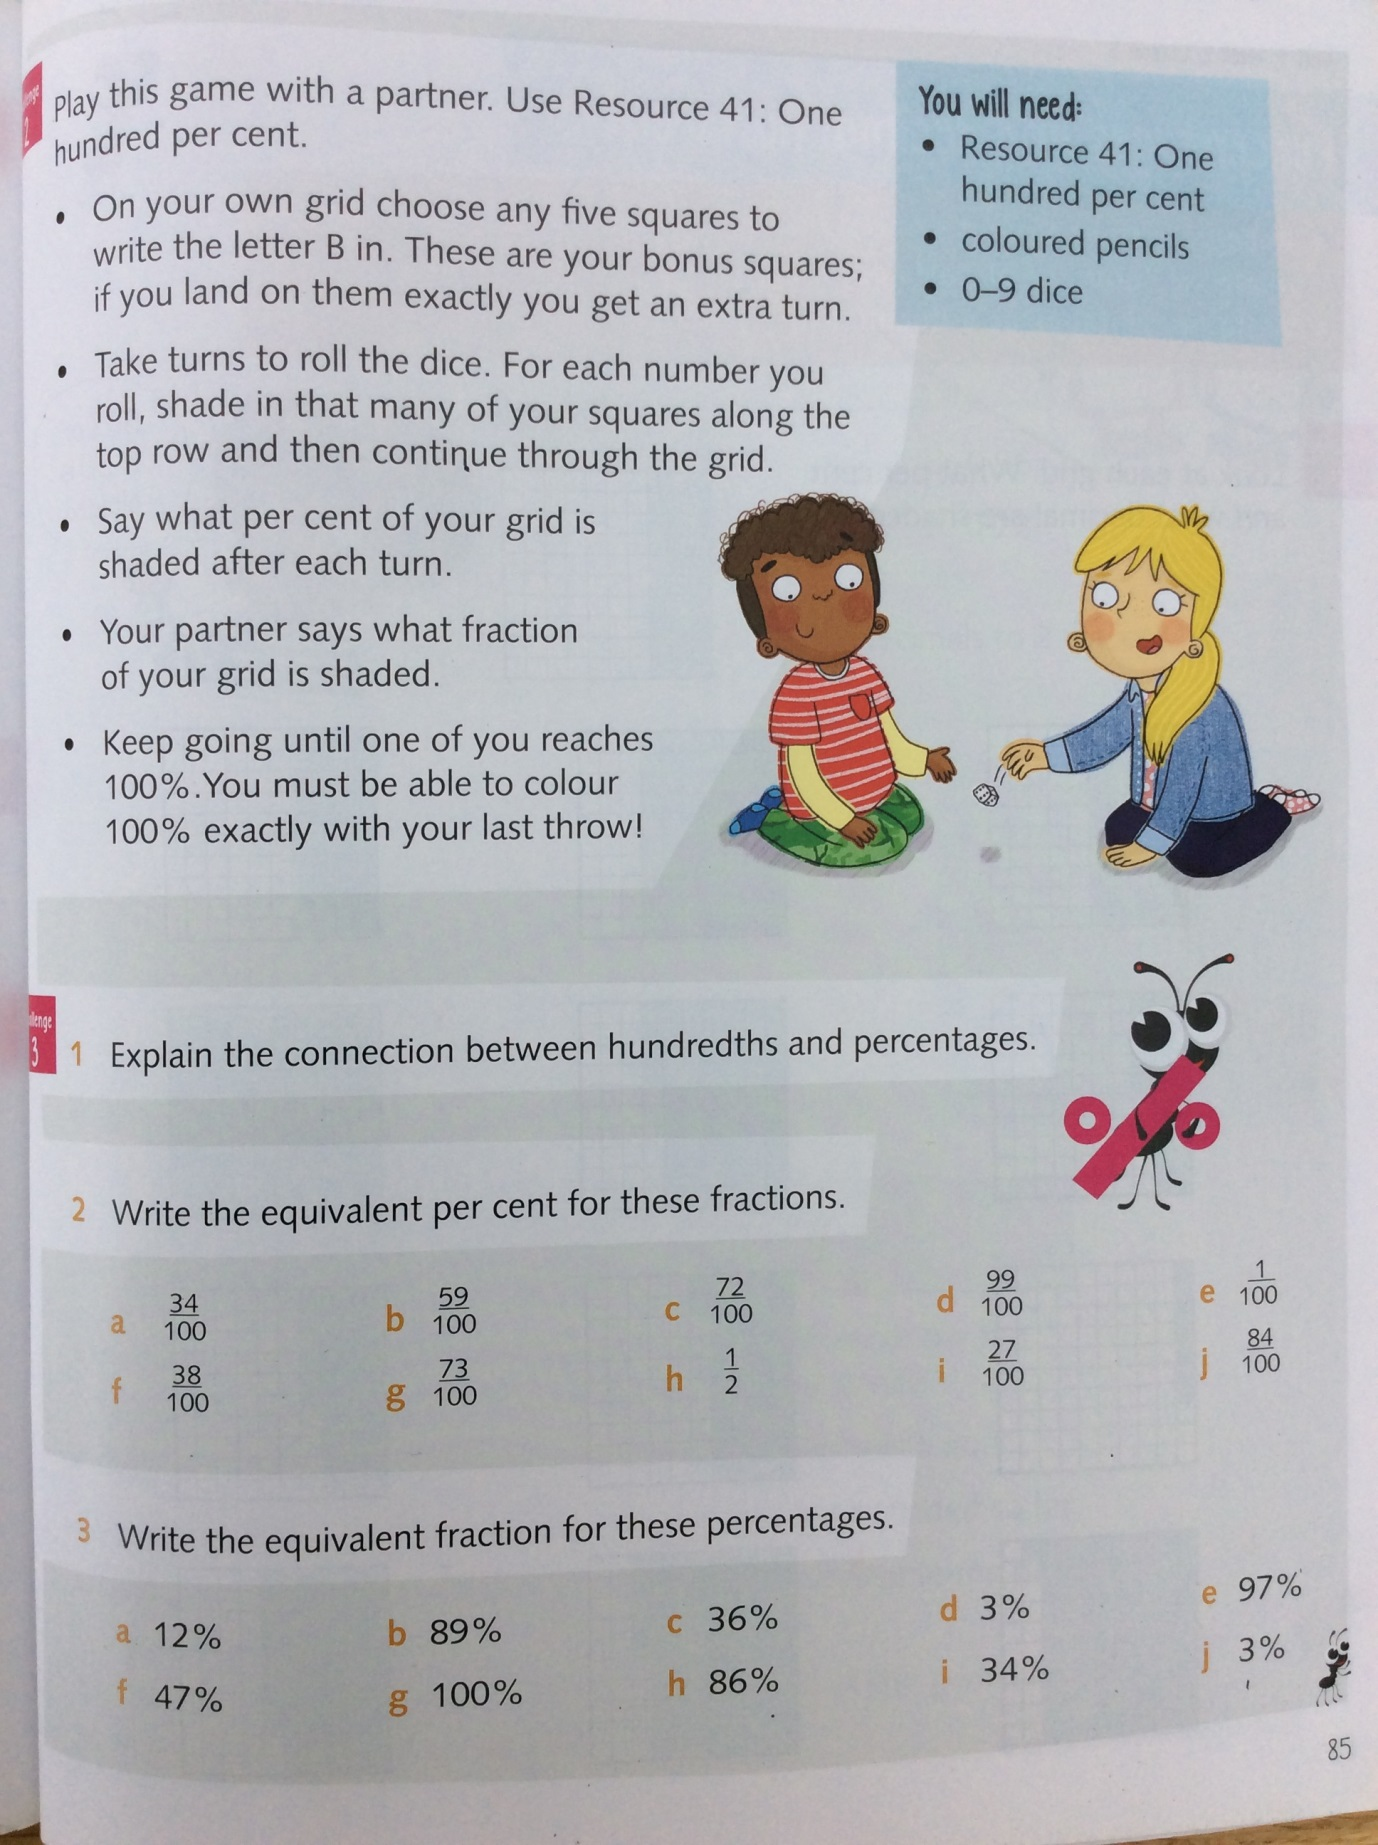 Play this game with a partner. Use Resource 41: One
hundred per cent.
• On your own grid choose any five squares to
write the letter B in. These are your bonus squares;
if you land on them exactly you get an extra turn.
• Take turns to roll the dice. For each number you
roll, shade in that many of your squares along the
top row and then continue through the grid.
• Say what per cent of your grid is
shaded after each turn.
• Your partner says what fraction
of your grid is shaded.
• Keep going until one of you reaches
100%. You must be able to colour
100% exactly with your last throw!
You will need:
• Resource 41: One
hundred per cent
• coloured pencils
• 0–9 dice
3
1 Explain the connection between hundredths and percentages.
%
2 Write the equivalent per cent for these fractions.
a 34/100 b 59/100 c 72/100 d 99/100 e 1/100
f 38/100 g 73/100 h 1/2 i 27/100 j 84/100
3 Write the equivalent fraction for these percentages.
a 12% b 89% c 36% d 3% e 97%
f 47% g 100% h 86% i 34% j 3%
85